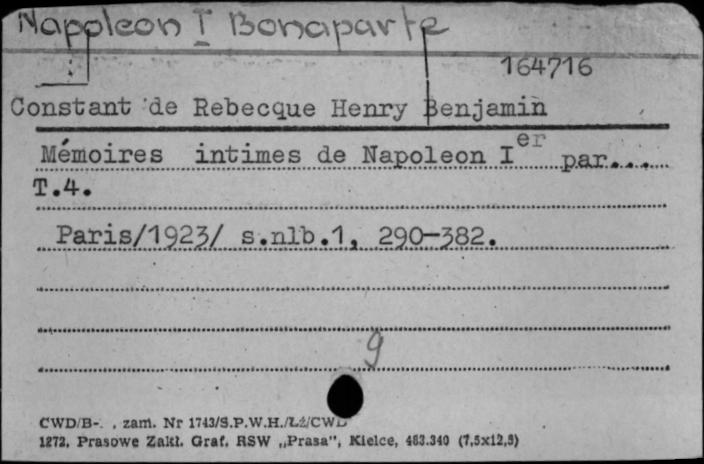 Napoleon I Bonaparte
164716
Constant de Rebecque Henry Benjamin
Mémoires intimes de Napoleon Ier par...
T.4.
Paris/1923/ s.nlb.1, 290-382.
9
CWD/B-. , zam. Nr 1743/S.P.W.H./Łź/CWD
1272. Prasowe Zakł. Graf. RSW „Prasa”, Kielce, 463.340 (7,5x12,5)